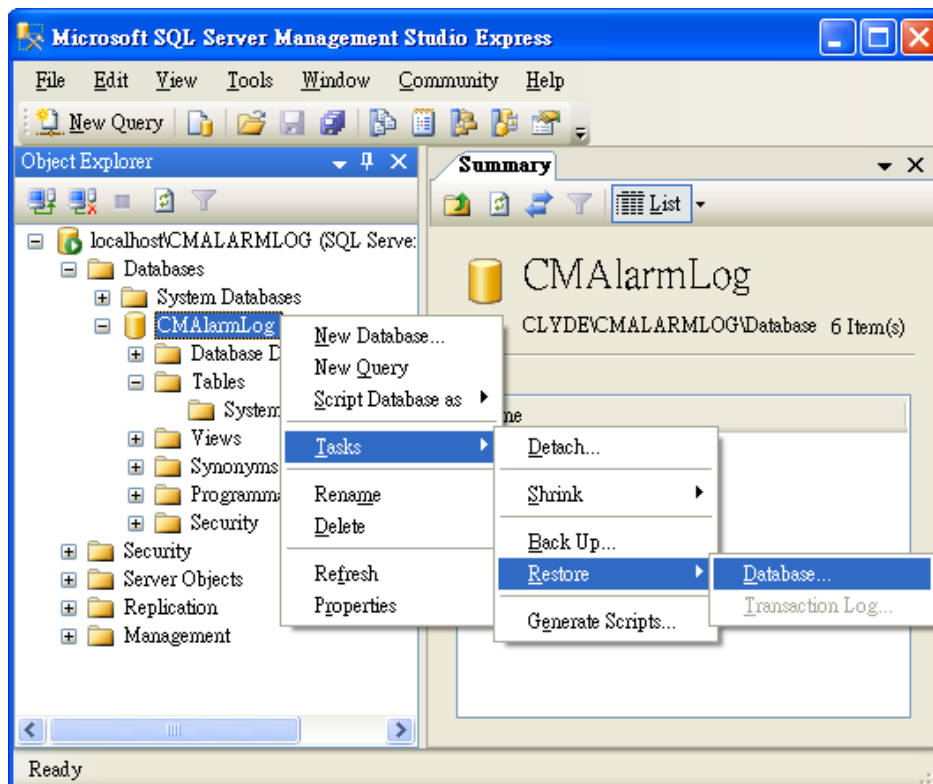 Microsoft SQL Server Management Studio Express
File Edit View Tools Window Community Help
New Query
Object Explorer
Summary
List
localhost\CMALARMLOG (SQL Serve
Databases
System Databases
CMAlarmLog
Database D
Tables
System
Views
Synonyms
Programma
Security
Security
Server Objects
Replication
Management
CMAlarmLog
CLYDE\CMALARMLOG\Database 6 Item(s)
me
New Database...
New Query
Script Database as
Tasks
Rename
Delete
Refresh
Properties
Detach...
Shrink
Back Up...
Restore
Generate Scripts...
Database...
Transaction Log...
Ready